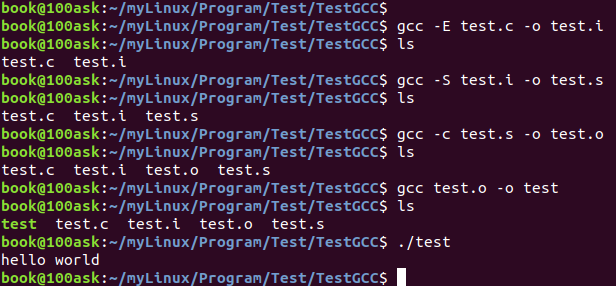 book@100ask:~/myLinux/Program/Test/TestGCC$
book@100ask:~/myLinux/Program/Test/TestGCC$ gcc -E test.c -o test.i
book@100ask:~/myLinux/Program/Test/TestGCC$ ls
test.c  test.i
book@100ask:~/myLinux/Program/Test/TestGCC$ gcc -S test.i -o test.s
book@100ask:~/myLinux/Program/Test/TestGCC$ ls
test.c  test.i  test.s
book@100ask:~/myLinux/Program/Test/TestGCC$ gcc -c test.s -o test.o
book@100ask:~/myLinux/Program/Test/TestGCC$ ls
test.c  test.i  test.o  test.s
book@100ask:~/myLinux/Program/Test/TestGCC$ gcc test.o -o test
book@100ask:~/myLinux/Program/Test/TestGCC$ ls
test  test.c  test.i  test.o  test.s
book@100ask:~/myLinux/Program/Test/TestGCC$ ./test
hello world
book@100ask:~/myLinux/Program/Test/TestGCC$